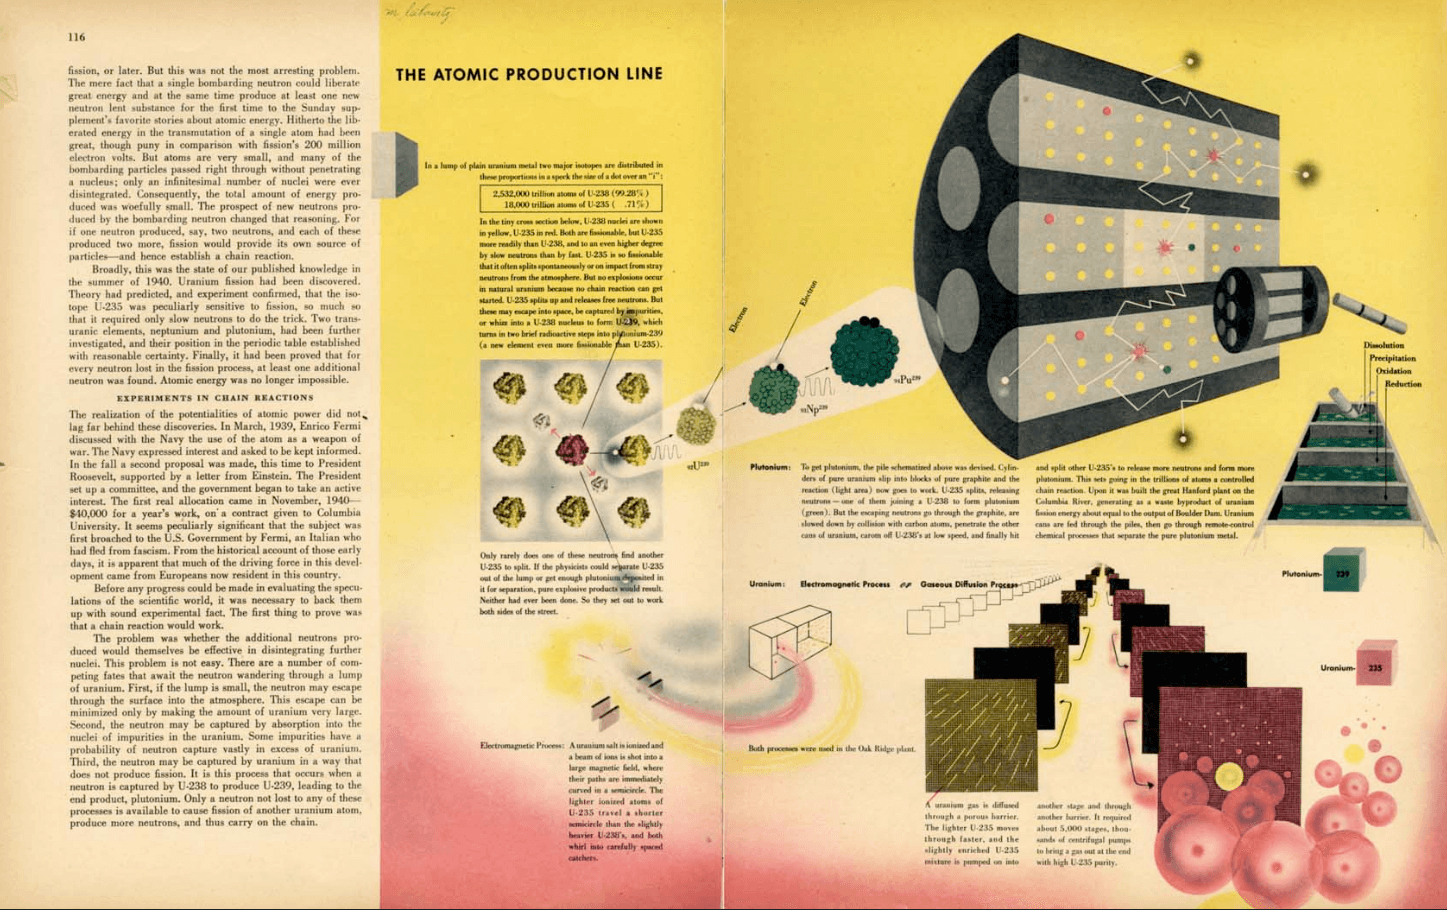 m leibowitz
116
fission, or later. But this was not the most arresting problem.
The mere fact that a single bombarding neutron could liberate
great energy and at the same time produce at least one new
neutron lent substance for the first time to the Sunday sup-
plement's favorite stories about atomic energy. Hitherto the lib-
erated energy in the transmutation of a single atom had been
great, though puny in comparison with fission's 200 million
electron volts. But atoms are very small, and many of the
bombarding particles passed right through without penetrating
a nucleus; only an infinitesimal number of nuclei were ever
disintegrated. Consequently, the total amount of energy pro-
duced was woefully small. The prospect of new neutrons pro-
duced by the bombarding neutron changed that reasoning. For
if one neutron produced, say, two neutrons, and each of these
produced two more, fission would provide its own source of
particles—and hence establish a chain reaction.
Broadly, this was the state of our published knowledge in
the summer of 1940. Uranium fission had been discovered.
Theory had predicted, and experiment confirmed, that the iso-
tope U-235 was peculiarly sensitive to fission, so much so
that it required only slow neutrons to do the trick. Two trans-
uranic elements, neptunium and plutonium, had been further
investigated, and their position in the periodic table established
with reasonable certainty. Finally, it had been proved that for
every neutron lost in the fission process, at least one additional
neutron was found. Atomic energy was no longer impossible.
EXPERIMENTS IN CHAIN REACTIONS
The realization of the potentialities of atomic power did not
lag far behind these discoveries. In March, 1939, Enrico Fermi
discussed with the Navy the use of the atom as a weapon of
war. The Navy expressed interest and asked to be kept informed.
In the fall a second proposal was made, this time to President
Roosevelt, supported by a letter from Einstein. The President
set up a committee, and the government began to take an active
interest. The first real allocation came in November, 1940—
$40,000 for a year's work, on a contract given to Columbia
University. It seems peculiarly significant that the subject was
first broached to the U.S. Government by Fermi, an Italian who
had fled from fascism. From the historical account of those early
days, it is apparent that much of the driving force in this devel-
opment came from Europeans now resident in this country.
Before any progress could be made in evaluating the specu-
lations of the scientific world, it was necessary to back them
up with sound experimental fact. The first thing to prove was
that a chain reaction would work.
The problem was whether the additional neutrons pro-
duced would themselves be effective in disintegrating further
nuclei. This problem is not easy. There are a number of com-
peting fates that await the neutron wandering through a lump
of uranium. First, if the lump is small, the neutron may escape
through the surface into the atmosphere. This escape can be
minimized only by making the amount of uranium very large.
Second, the neutron may be captured by absorption into the
nuclei of impurities in the uranium. Some impurities have a
probability of neutron capture vastly in excess of uranium.
Third, the neutron may be captured by uranium in a way that
does not produce fission. It is this process that occurs when a
neutron is captured by U-238 to produce U-239, leading to the
end product, plutonium. Only a neutron not lost to any of these
processes is available to cause fission of another uranium atom,
produce more neutrons, and thus carry on the chain.
THE ATOMIC PRODUCTION LINE
In a lump of plain uranium metal two major isotopes are distributed in
these proportions in a speck the size of a dot over an "i":
2,532,000 trillion atoms of U-238 (99.28%)
18,000 trillion atoms of U-235 ( .71%)
In the tiny cross section below, U-238 nuclei are shown
in yellow, U-235 in red. Both are fissionable, but U-235
more readily than U-238, and to an even higher degree
by slow neutrons than by fast. U-235 is so fissionable
that it often splits spontaneously or on impact from stray
neutrons from the atmosphere. But no explosions occur
in natural uranium because no chain reaction can get
started. U-235 splits up and releases free neutrons. But
these may escape into space, be captured by impurities,
or whizz into a U-238 nucleus to form U-239, which
turns in two brief radioactive steps into plutonium-239
(a new element even more fissionable than U-235).
Electron
Electron
92U239
93Np239
94Pu239
Only rarely does one of these neutrons find another
U-235 to split. If the physicists could separate U-235
out of the lump or get enough plutonium deposited in
it for separation, pure explosive products would result.
Neither had ever been done. So they set out to work
both sides of the street.
Electromagnetic Process: A uranium salt is ionized and
a beam of ions is shot into a
large magnetic field, where
their paths are immediately
curved in a semicircle. The
lighter ionized atoms of
U-235 travel a shorter
semicircle than the slightly
heavier U-238's, and both
whirl into carefully spaced
catchers.
Dissolution
Precipitation
Oxidation
Reduction
Plutonium: To get plutonium, the pile schematized above was devised. Cylin-
ders of pure uranium slip into blocks of pure graphite and the
reaction (light area) now goes to work. U-235 splits, releasing
neutrons—one of them joining a U-238 to form plutonium
(green). But the escaping neutrons go through the graphite, are
slowed down by collision with carbon atoms, penetrate the other
cans of uranium, carom off U-238's at low speed, and finally hit
and split other U-235's to release more neutrons and form more
plutonium. This sets going in the trillions of atoms a controlled
chain reaction. Upon it was built the great Hanford plant on the
Columbia River, generating as a waste byproduct of uranium
fission energy about equal to the output of Boulder Dam. Uranium
cans are fed through the piles, then go through remote-control
chemical processes that separate the pure plutonium metal.
Plutonium- 239
Uranium: Electromagnetic Process or Gaseous Diffusion Process
Uranium- 235
Both processes were used in the Oak Ridge plant.
A uranium gas is diffused
through a porous barrier.
The lighter U-235 moves
through faster, and the
slightly enriched U-235
mixture is pumped on into
another stage and through
another barrier. It required
about 5,000 stages, thou-
sands of centrifugal pumps
to bring a gas out at the end
with high U-235 purity.